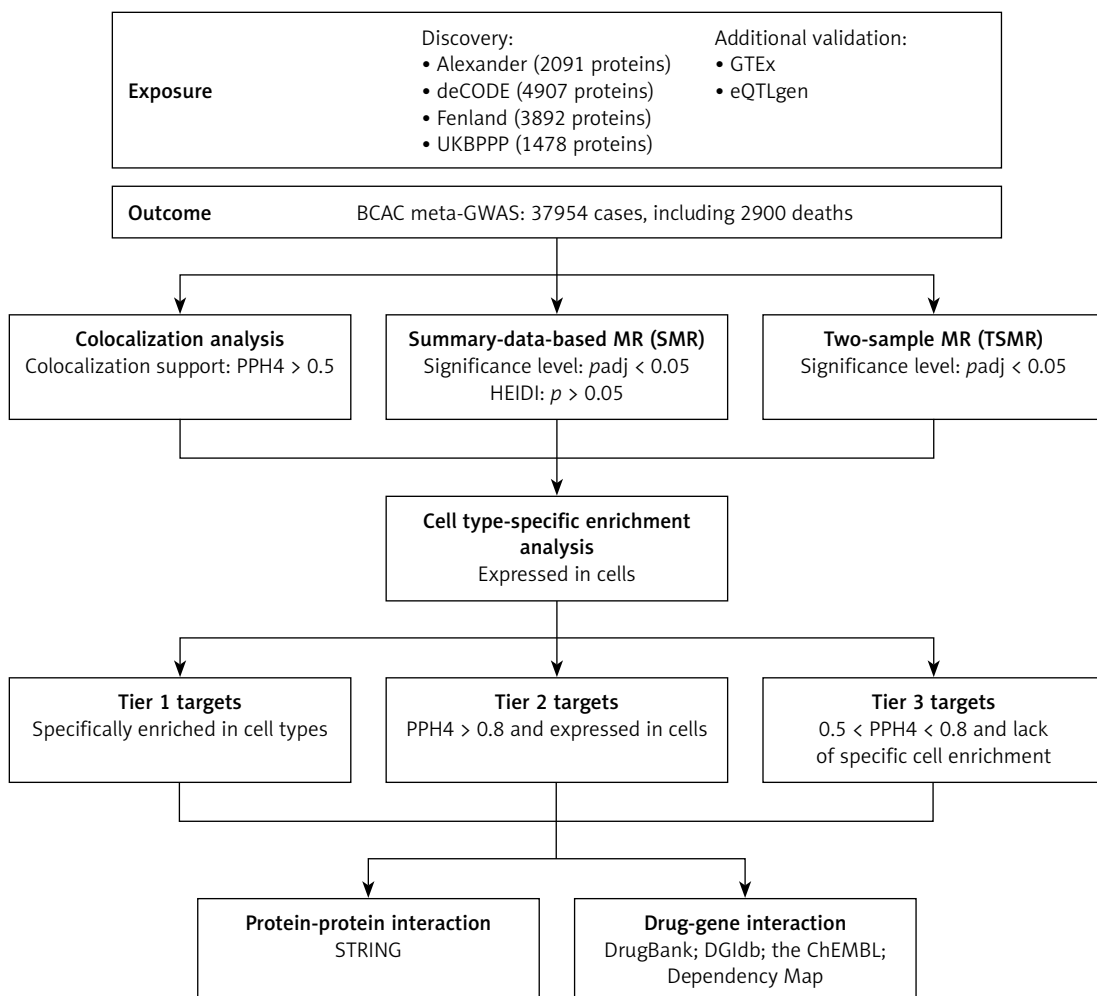 Exposure
Discovery:
• Alexander (2091 proteins)
• deCODE (4907 proteins)
• Fenland (3892 proteins)
• UKBPPP (1478 proteins)
Additional validation:
• GTEx
• eQTLgen
Outcome
BCAC meta-GWAS: 37954 cases, including 2900 deaths
Colocalization analysis
Colocalization support: PPH4 > 0.5
Summary-data-based MR (SMR)
Significance level: padj < 0.05
HEIDI: p > 0.05
Two-sample MR (TSMR)
Significance level: padj < 0.05
Cell type-specific enrichment
analysis
Expressed in cells
Tier 1 targets
Specifically enriched in cell types
Tier 2 targets
PPH4 > 0.8 and expressed in cells
Tier 3 targets
0.5 < PPH4 < 0.8 and lack
of specific cell enrichment
Protein-protein interaction
STRING
Drug-gene interaction
DrugBank; DGIdb; the ChEMBL;
Dependency Map